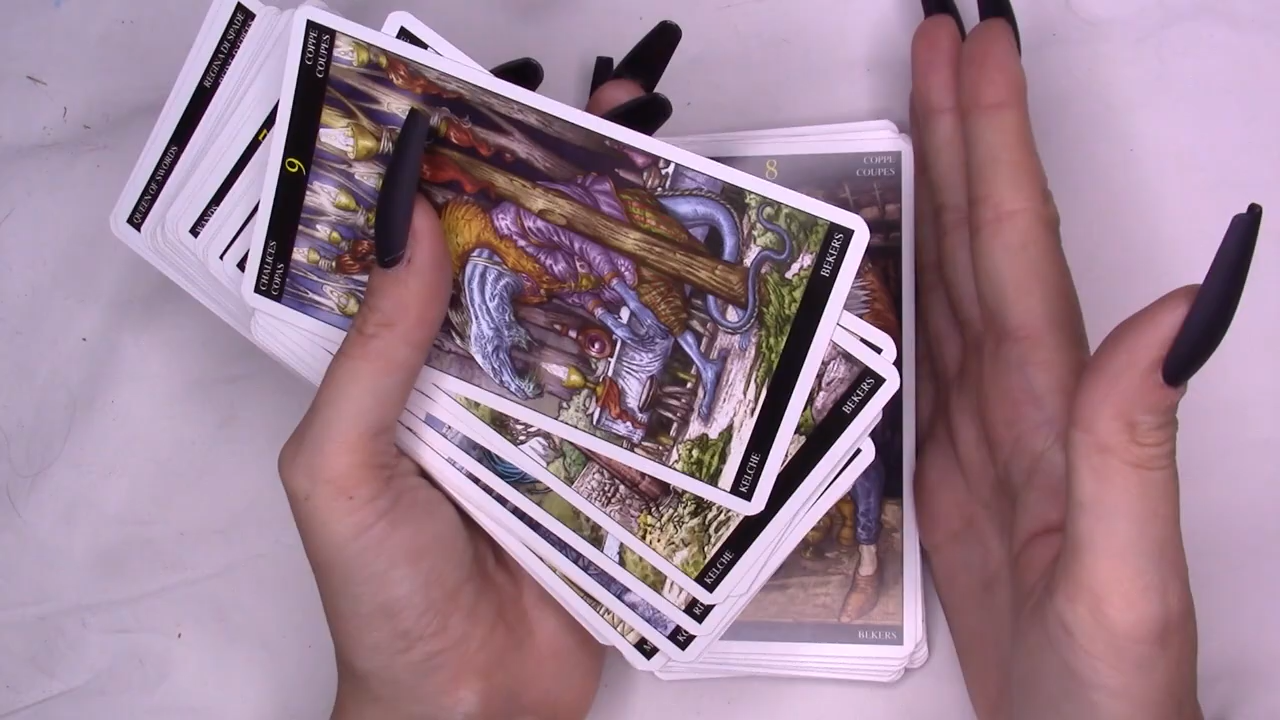 REGINA DI SPADE
QUEEN OF SWORDS
WANDS
COPPE
COUPES
9
CHALICES
COPAS
BEKERS
KELCHE
8
COPPE
COUPES
BEKERS
KELCHE
BEKERS